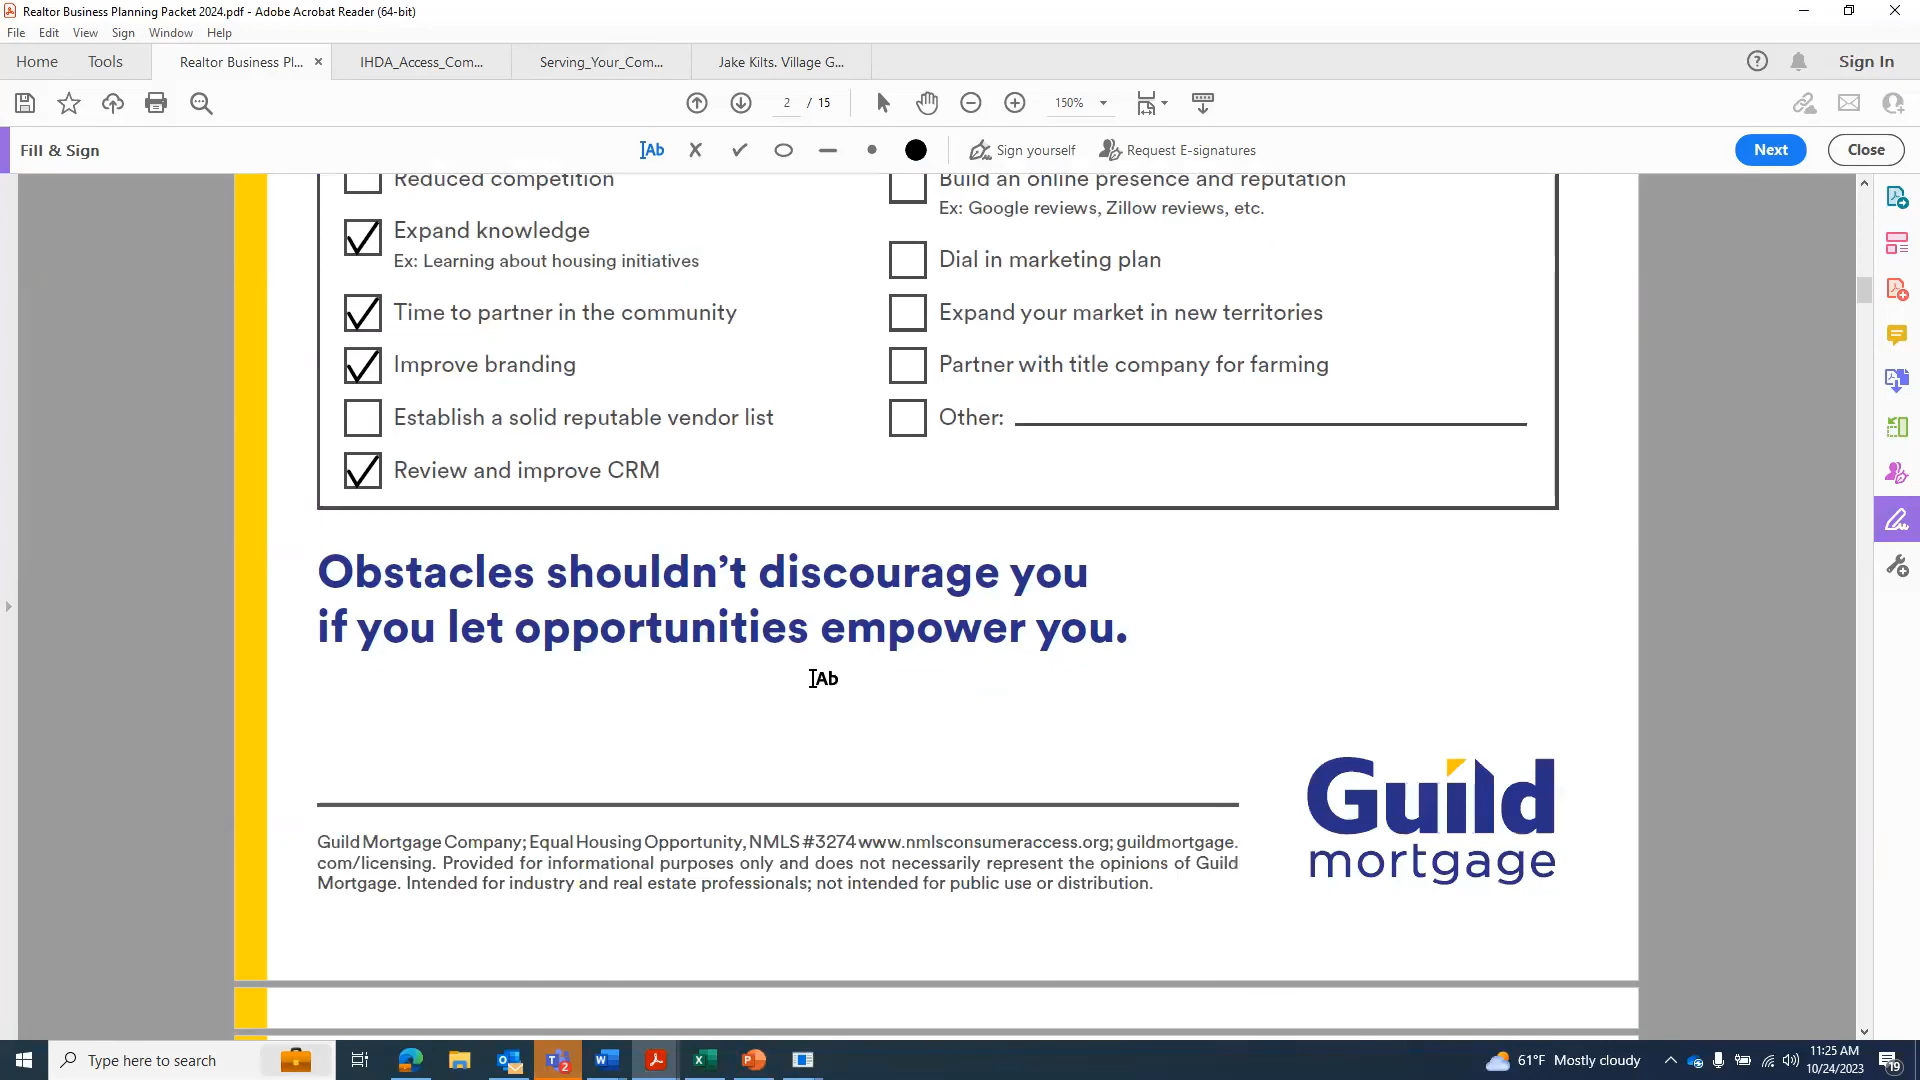 Realtor Business Planning Packet 2024.pdf - Adobe Acrobat Reader (64-bit)
File Edit View Sign Window Help
Home Tools Realtor Business Pl... × IHDA_Access_Com... Serving_Your_Com... Jake Kilts. Village G... Sign In
2 / 15 150%
Fill & Sign Ab Sign yourself Request E-signatures Next Close
Reduced competition
Expand knowledge
Ex: Learning about housing initiatives
Time to partner in the community
Improve branding
Establish a solid reputable vendor list
Review and improve CRM
Build an online presence and reputation
Ex: Google reviews, Zillow reviews, etc.
Dial in marketing plan
Expand your market in new territories
Partner with title company for farming
Other:
Obstacles shouldn’t discourage you
if you let opportunities empower you.
Ab
Guild Mortgage Company; Equal Housing Opportunity, NMLS #3274 www.nmlsconsumeraccess.org; guildmortgage.
com/licensing. Provided for informational purposes only and does not necessarily represent the opinions of Guild
Mortgage. Intended for industry and real estate professionals; not intended for public use or distribution.
Guild
mortgage
Type here to search 2 61°F Mostly cloudy 11:25 AM
10/24/2023
19